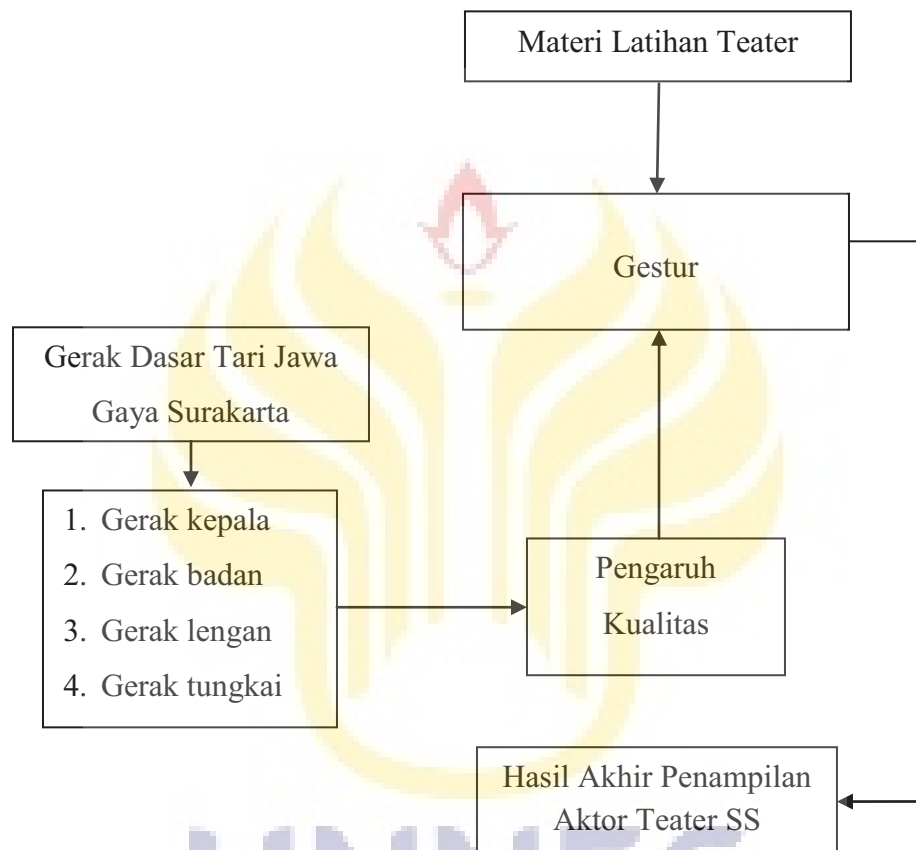 Materi Latihan Teater
Gestur
Gerak Dasar Tari Jawa
Gaya Surakarta
1. Gerak kepala
2. Gerak badan
3. Gerak lengan
4. Gerak tungkai
Pengaruh
Kualitas
Hasil Akhir Penampilan
Aktor Teater SS